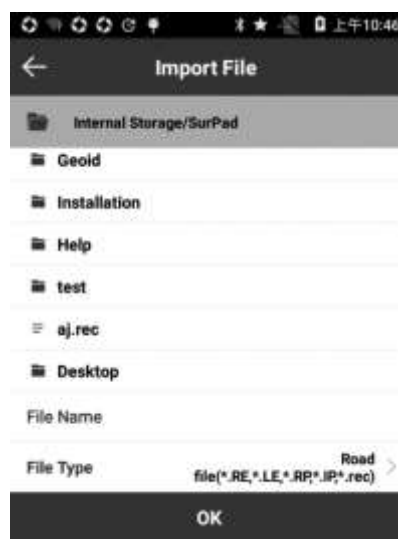 上午10:46
Import File
Internal Storage/SurPad
Geoid
Installation
Help
test
aj.rec
Desktop
File Name
File Type
Road
file(*.RE,*.LE,*.RP,*.IP,*.rec)
OK